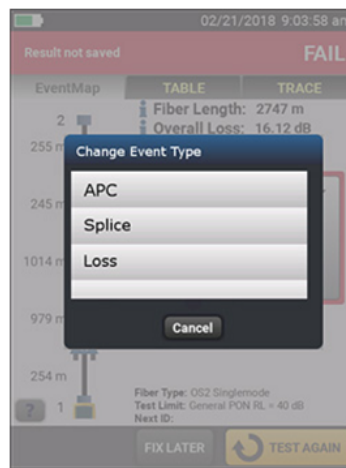 02/21/2018 9:03:58 am
Result not saved
FAIL
EventMap TABLE TRACE
Fiber Length: 2747 m
Overall Loss: 16.12 dB
2
255 m
Change Event Type
APC
245 m
Splice
Loss
1014 m
979 m
Cancel
254 m
1
?
Fiber Type: OS2 Singlemode
Test Limit: General PON RL = 40 dB
Next ID:
FIX LATER
TEST AGAIN